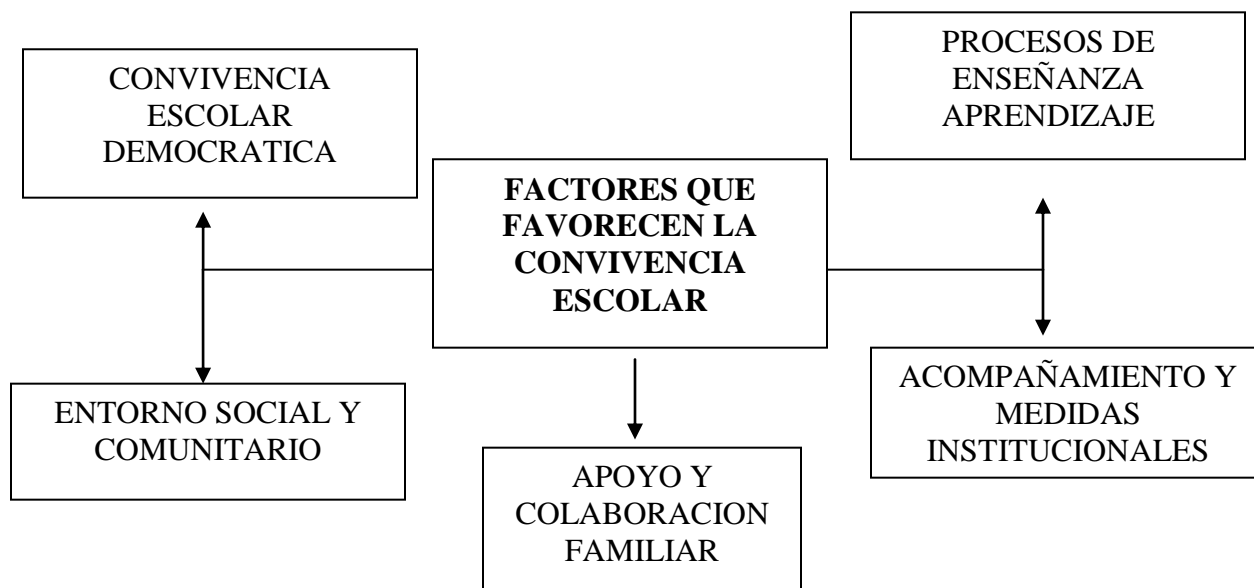 CONVIVENCIA
ESCOLAR
DEMOCRATICA
PROCESOS DE
ENSEÑANZA
APRENDIZAJE
FACTORES QUE
FAVORECEN LA
CONVIVENCIA
ESCOLAR
ENTORNO SOCIAL Y
COMUNITARIO
APOYO Y
COLABORACION
FAMILIAR
ACOMPAÑAMIENTO Y
MEDIDAS
INSTITUCIONALES